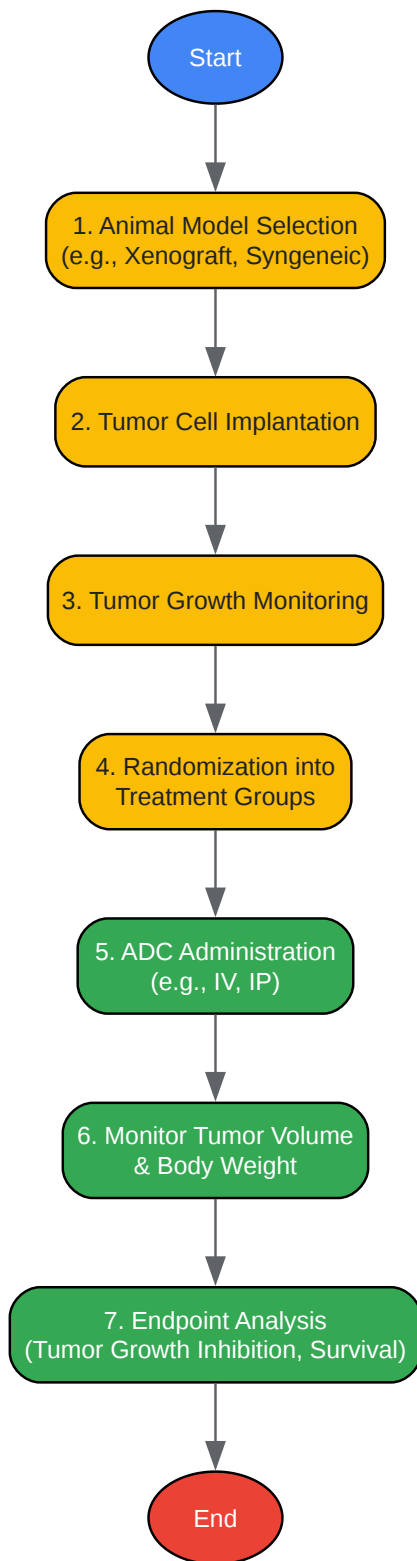 Start
1. Animal Model Selection
(e.g., Xenograft, Syngeneic)
2. Tumor Cell Implantation
3. Tumor Growth Monitoring
4. Randomization into
Treatment Groups
5. ADC Administration
(e.g., IV, IP)
6. Monitor Tumor Volume
& Body Weight
7. Endpoint Analysis
(Tumor Growth Inhibition, Survival)
End